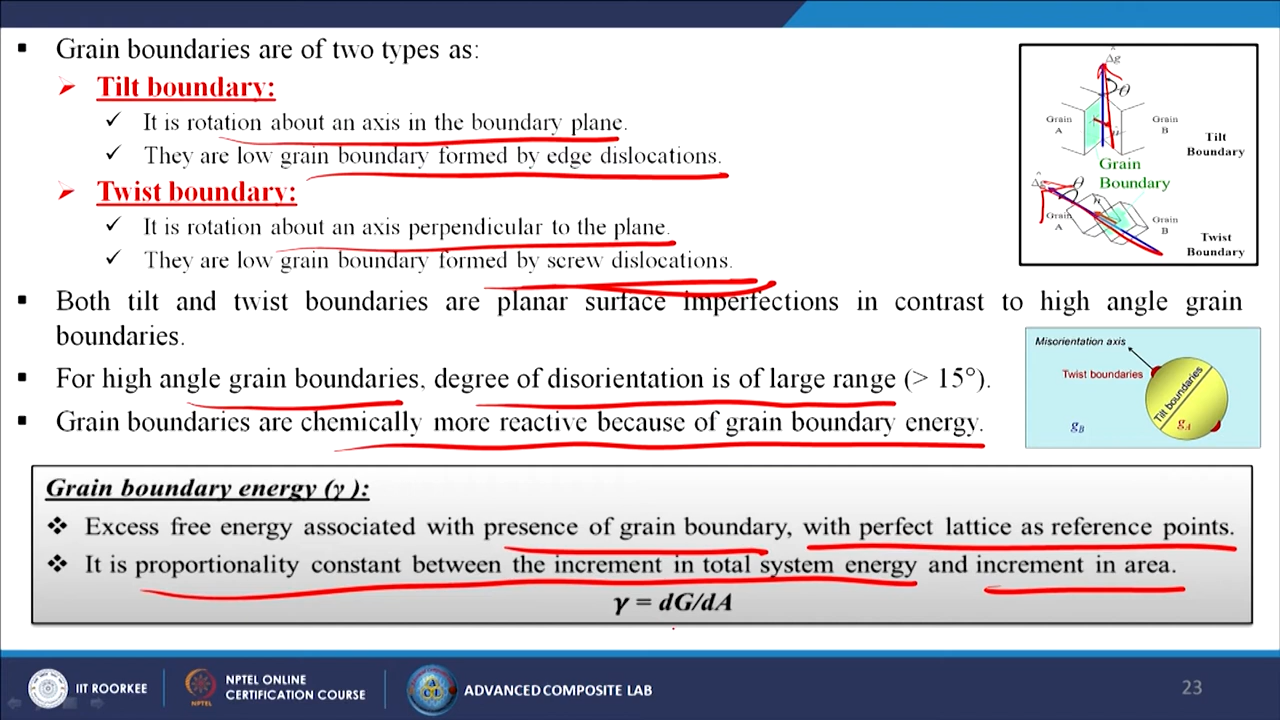 ▪ Grain boundaries are of two types as:
➢ Tilt boundary:
✓ It is rotation about an axis in the boundary plane.
✓ They are low grain boundary formed by edge dislocations.
➢ Twist boundary:
✓ It is rotation about an axis perpendicular to the plane.
✓ They are low grain boundary formed by screw dislocations.
▪ Both tilt and twist boundaries are planar surface imperfections in contrast to high angle grain
boundaries.
▪ For high angle grain boundaries, degree of disorientation is of large range (> 15°).
▪ Grain boundaries are chemically more reactive because of grain boundary energy.
Δg
θ
Grain
A
Grain
B
n
Tilt
Boundary
Grain
Boundary
Δg
θ
n
Grain
A
Grain
B
Twist
Boundary
Misorientation axis
Twist boundaries
Tilt boundaries
gB
gA
Grain boundary energy (γ ):
❖ Excess free energy associated with presence of grain boundary, with perfect lattice as reference points.
❖ It is proportionality constant between the increment in total system energy and increment in area.
γ = dG/dA
IIT ROORKEE
NPTEL
NPTEL ONLINE
CERTIFICATION COURSE
ADVANCED COMPOSITE LAB
23